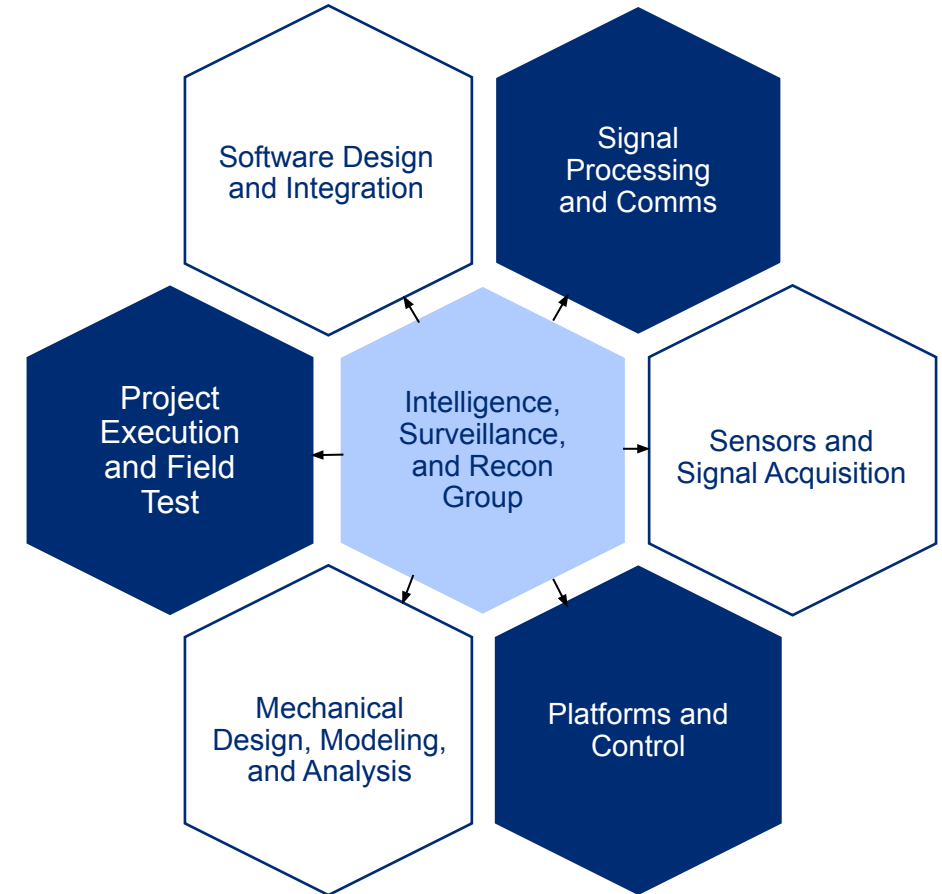 Software Design
and Integration
Signal
Processing
and Comms
Project
Execution
and Field
Test
Intelligence,
Surveillance,
and Recon
Group
Sensors and
Signal Acquisition
Mechanical
Design, Modeling,
and Analysis
Platforms and
Control